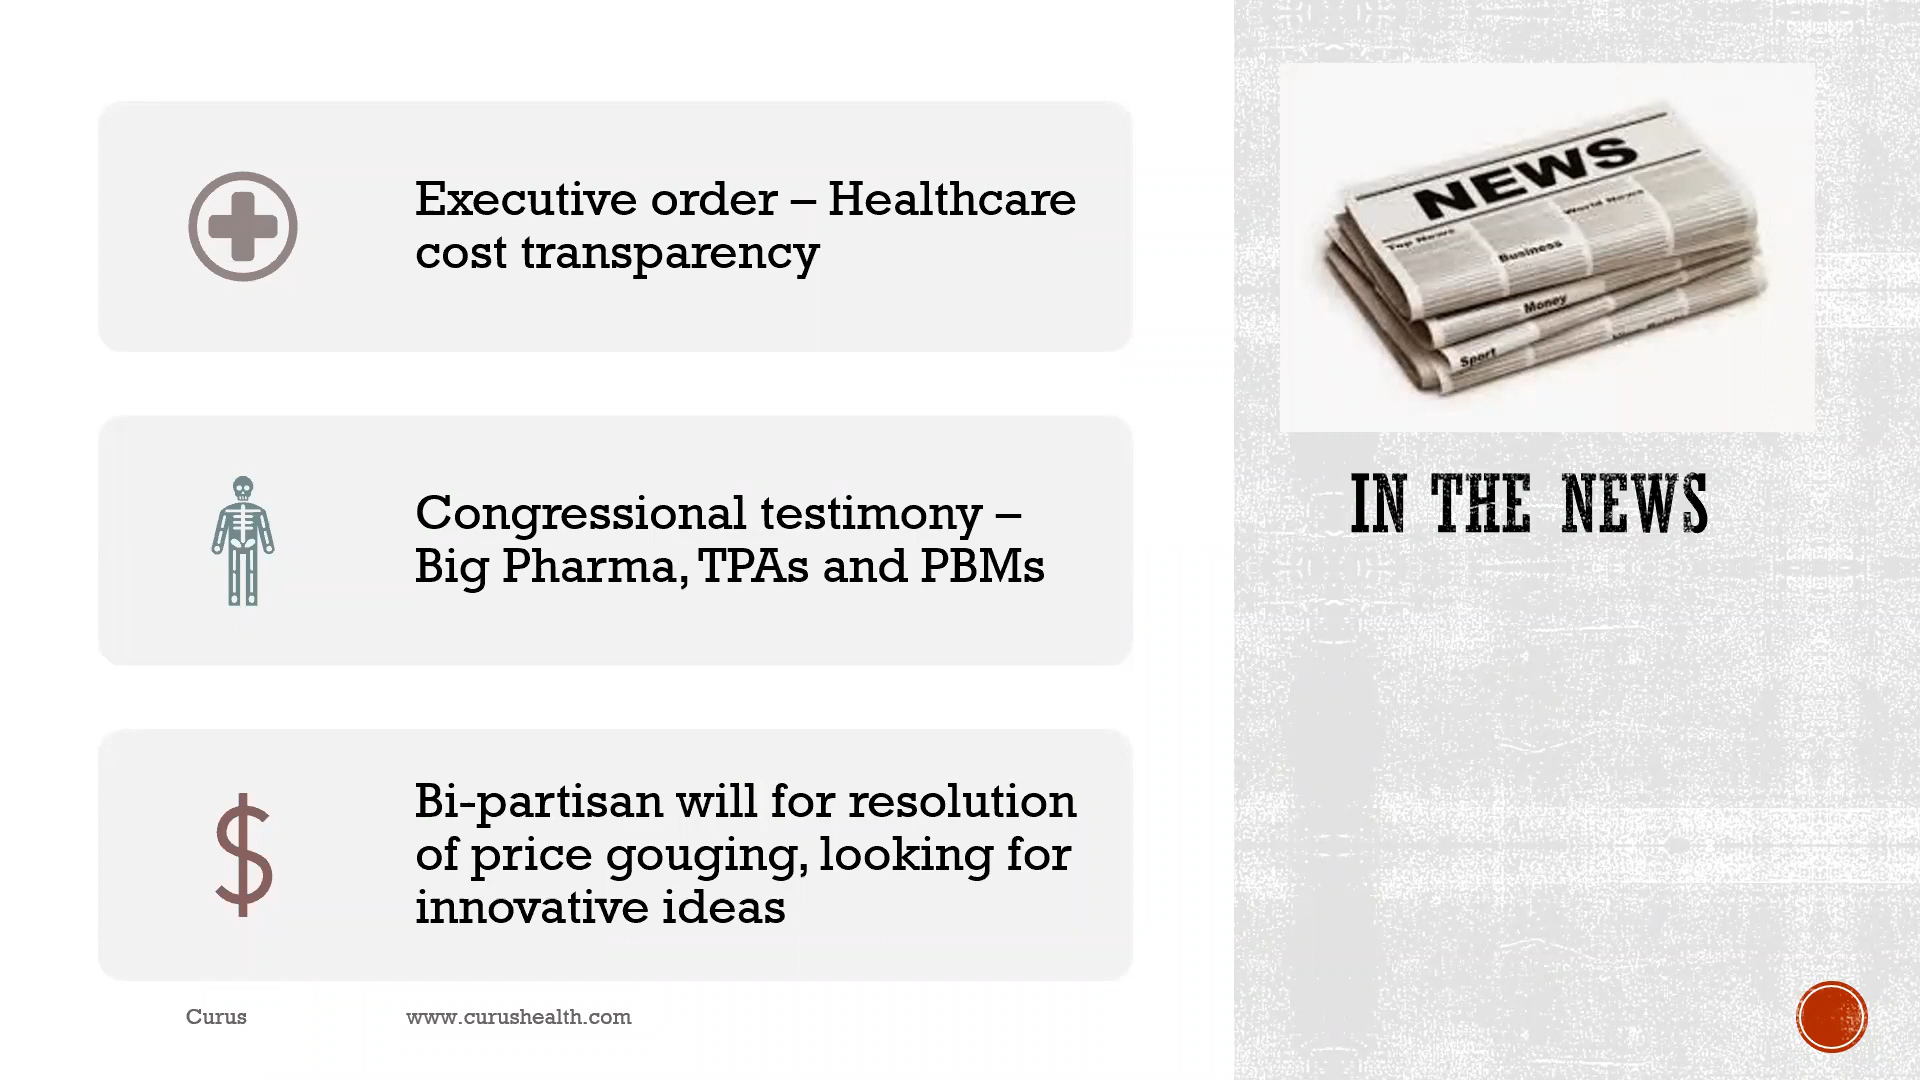 Executive order – Healthcare
cost transparency
Congressional testimony –
Big Pharma, TPAs and PBMs
Bi-partisan will for resolution
of price gouging, looking for
innovative ideas
Curus
www.curushealth.com
NEWS
Top News
World News
Business
Money
Sport
IN THE NEWS